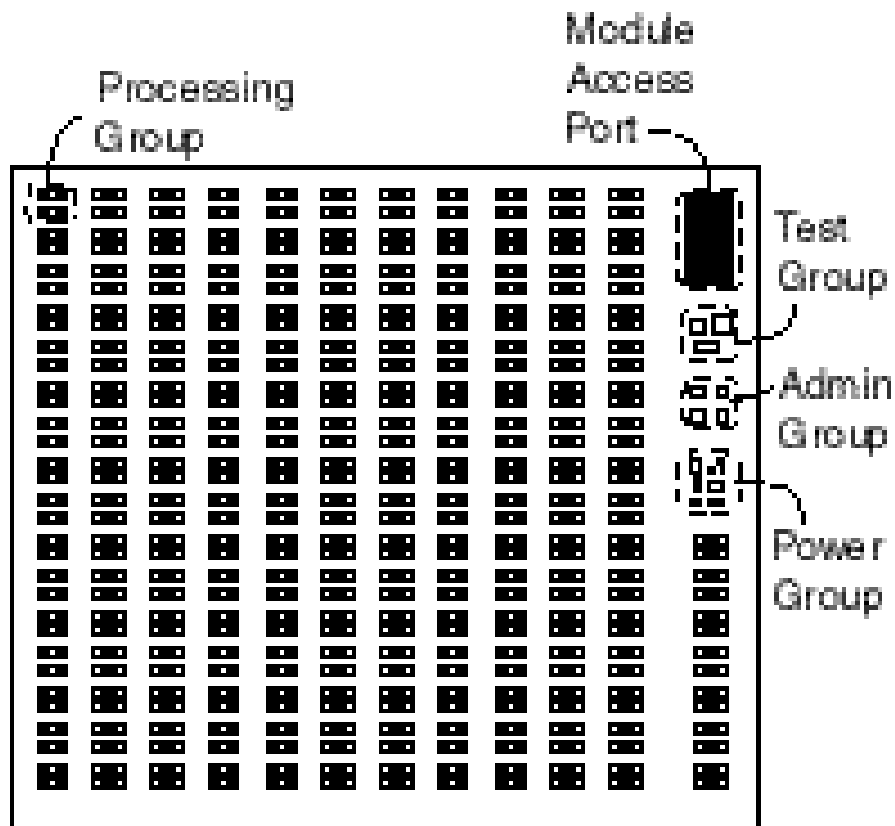 Module
Access
Port
Processing
Group
Test
Group
Admin
Group
Power
Group